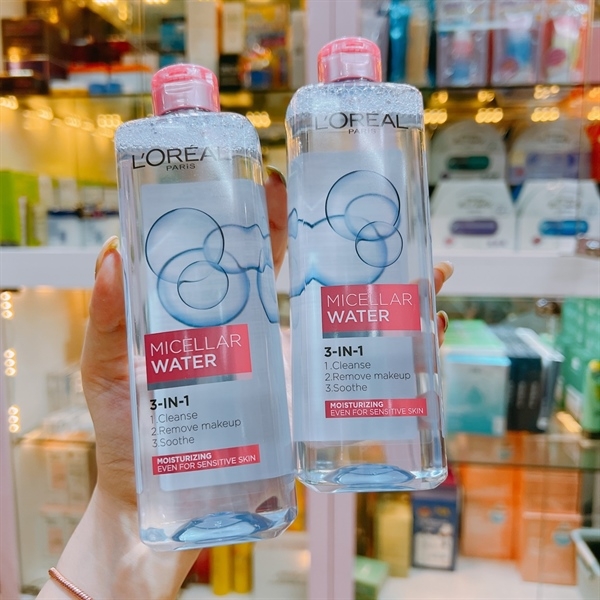 L'ORÉAL
PARIS
MICELLAR
WATER
3-IN-1
1.Cleanse
2.Remove makeup
3.Soothe
MOISTURIZING
EVEN FOR SENSITIVE SKIN
L'ORÉAL
PARIS
MICELLAR
WATER
3-IN-1
1.Cleanse
2.Remove makeup
3.Soothe
MOISTURIZING
EVEN FOR SENSITIVE SKIN